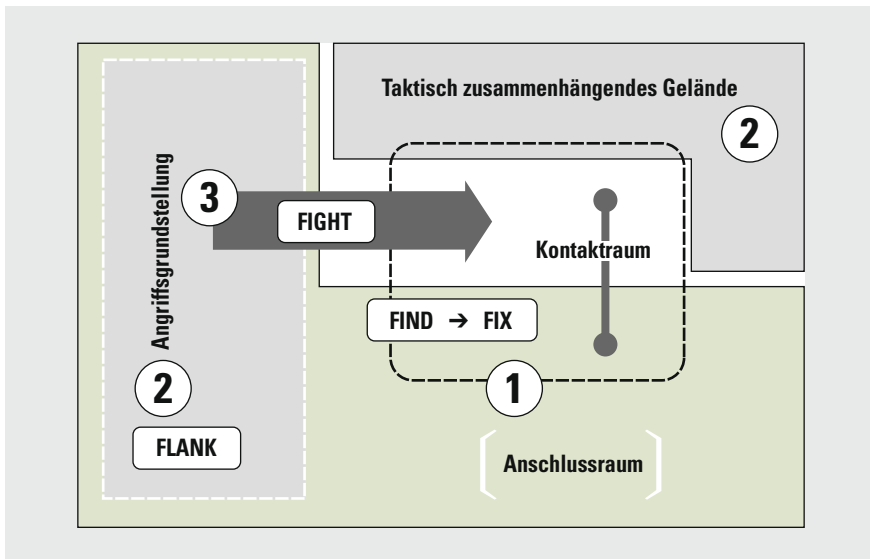 Taktisch zusammenhängendes Gelände
2
Angriffsgrundstellung
3
FIGHT
Kontaktraum
FIND → FIX
2
1
FLANK
Anschlussraum